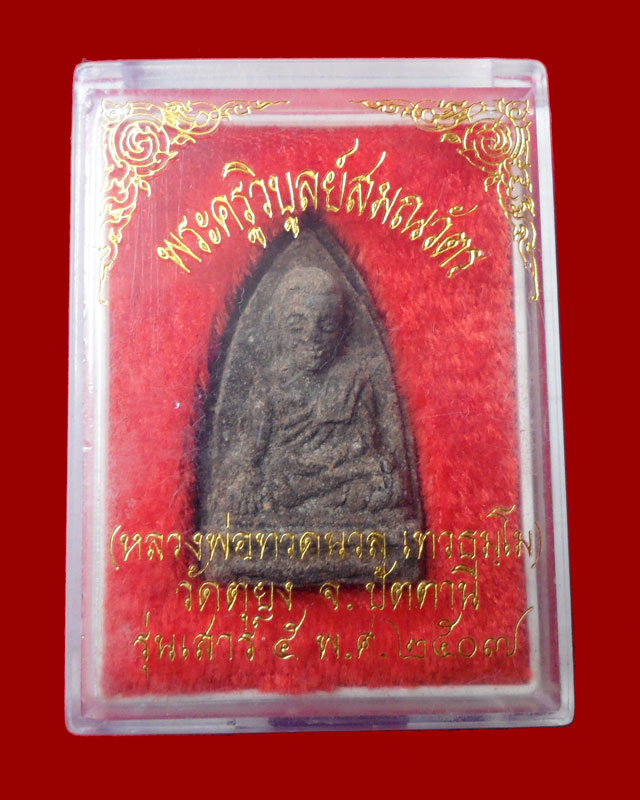 พระครูวิบูลย์สมณวัตร
(หลวงพ่อทวดนวล เทวธมฺโม)
วัดตุยง จ. ปัตตานี
รุ่นเสาร์ ๕ พ.ศ.๒๕๐๗